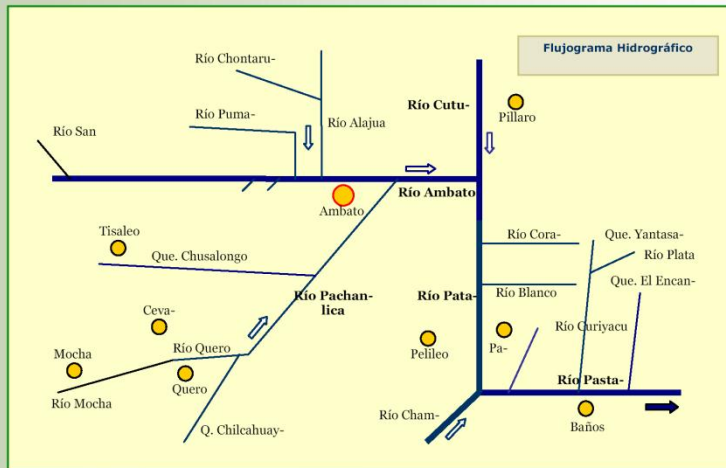 Flujograma Hidrográfico
Río Chontaru-
Río Cutu-
Píllaro
Río Puma-
Río Alajua
Río San
Río Ambato
Ambato
Tisaleo
Río Cora-
Que. Yantasa-
Río Plata
Que. Chusalongo
Que. El Encan-
Río Pachan-
lica
Río Pata-
Río Blanco
Ceva-
Río Curiyacu
Pelileo
Pa-
Mocha
Río Quero
Quero
Río Pasta-
Río Mocha
Río Cham-
Baños
Q. Chilcahuay-